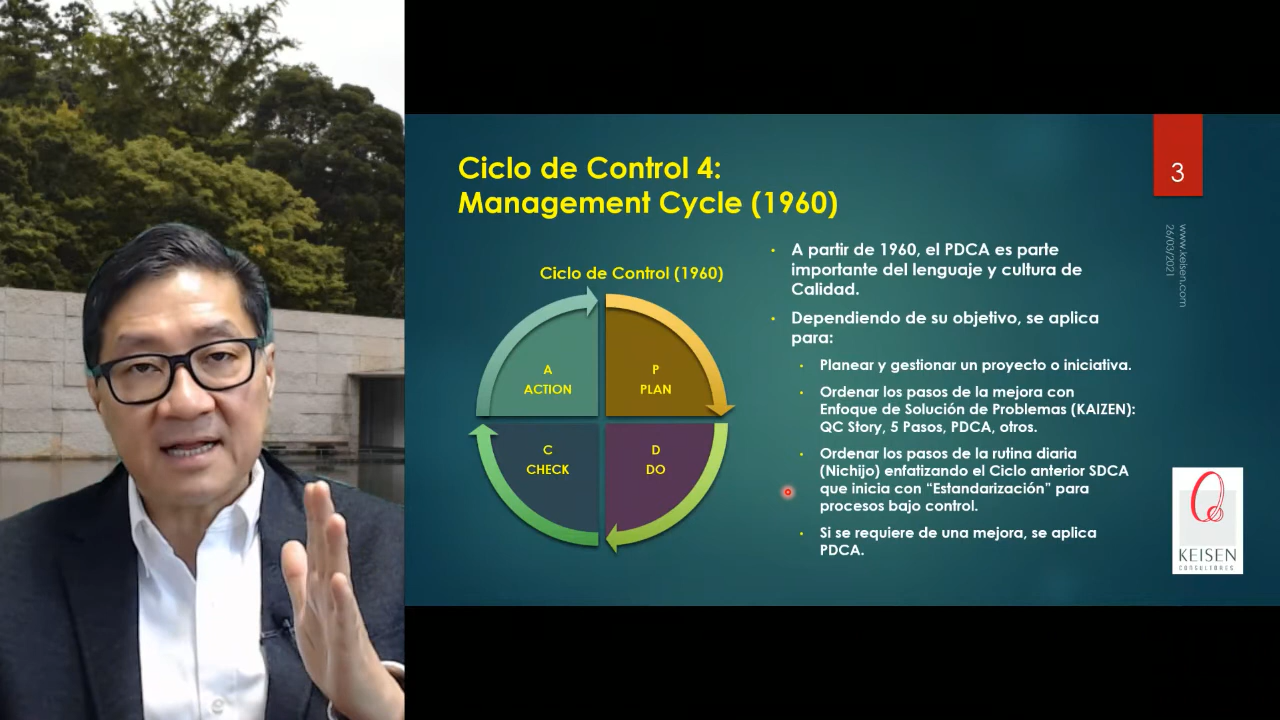 Ciclo de Control 4:
Management Cycle (1960)
3
www.keisen.com
26/03/2021
Ciclo de Control (1960)
A
ACTION
P
PLAN
C
CHECK
D
DO
• A partir de 1960, el PDCA es parte
importante del lenguaje y cultura de
Calidad.
• Dependiendo de su objetivo, se aplica
para:
• Planear y gestionar un proyecto o iniciativa.
• Ordenar los pasos de la mejora con
Enfoque de Solución de Problemas (KAIZEN):
QC Story, 5 Pasos, PDCA, otros.
• Ordenar los pasos de la rutina diaria
(Nichijo) enfatizando el Ciclo anterior SDCA
que inicia con “Estandarización” para
procesos bajo control.
• Si se requiere de una mejora, se aplica
PDCA.
KEISEN
CONSULTORES